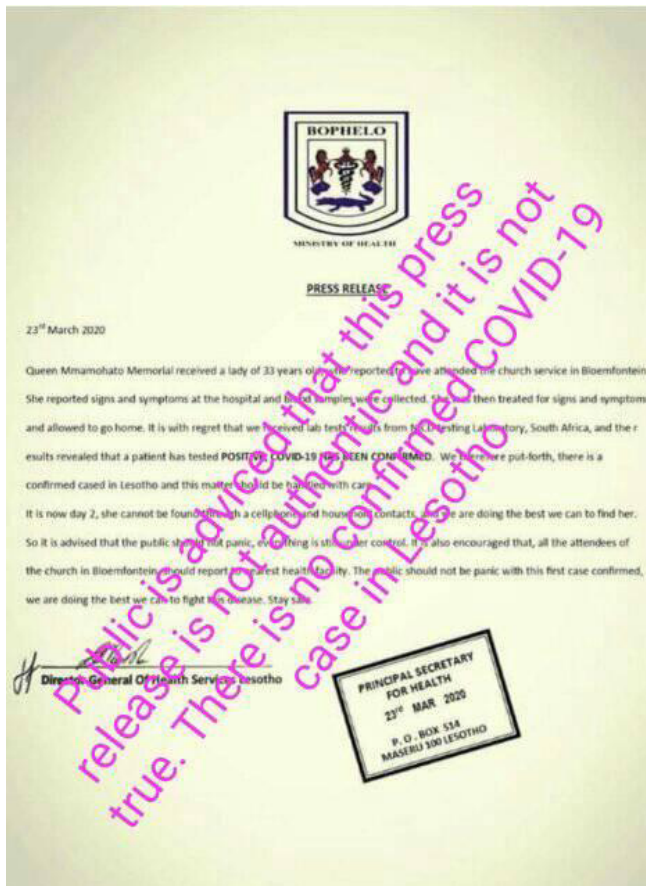 BOPHELO
MINISTRY OF HEALTH
PRESS RELEASE
23rd March 2020
Queen Mmamohato Memorial received a lady of 33 years old who reported to have attended the church service in Bloemfontein
She reported signs and symptoms at the hospital and blood samples were collected. She was then treated for signs and symptom
and allowed to go home. It is with regret that we received lab tests results from testing Laboratory, South Africa, and the r
esults revealed that a patient has tested POSITIVE, COVID-19 HAS BEEN CONFIRMED. We therefore put-forth, there is a
confirmed cased in Lesotho and this matter should be handled with care.
It is now day 2, she cannot be found through a cellphone and household contacts, and we are doing the best we can to find her.
So it is advised that the public should not panic, everything is still under control. It is also encouraged that, all the attendees of
the church in Bloemfontein should report to nearest health facility. The public should not be panic with this first case confirmed,
we are doing the best we can to fight this disease. Stay safe.
Director General Of Health Services Lesotho
PRINCIPAL SECRETARY
FOR HEALTH
23rd MAR 2020
P.O.BOX 514
MASERU 100 LESOTHO
Public is adviced that this press
release is not authentic and it is not
true. There is no confirmed COVID-19
case in Lesotho